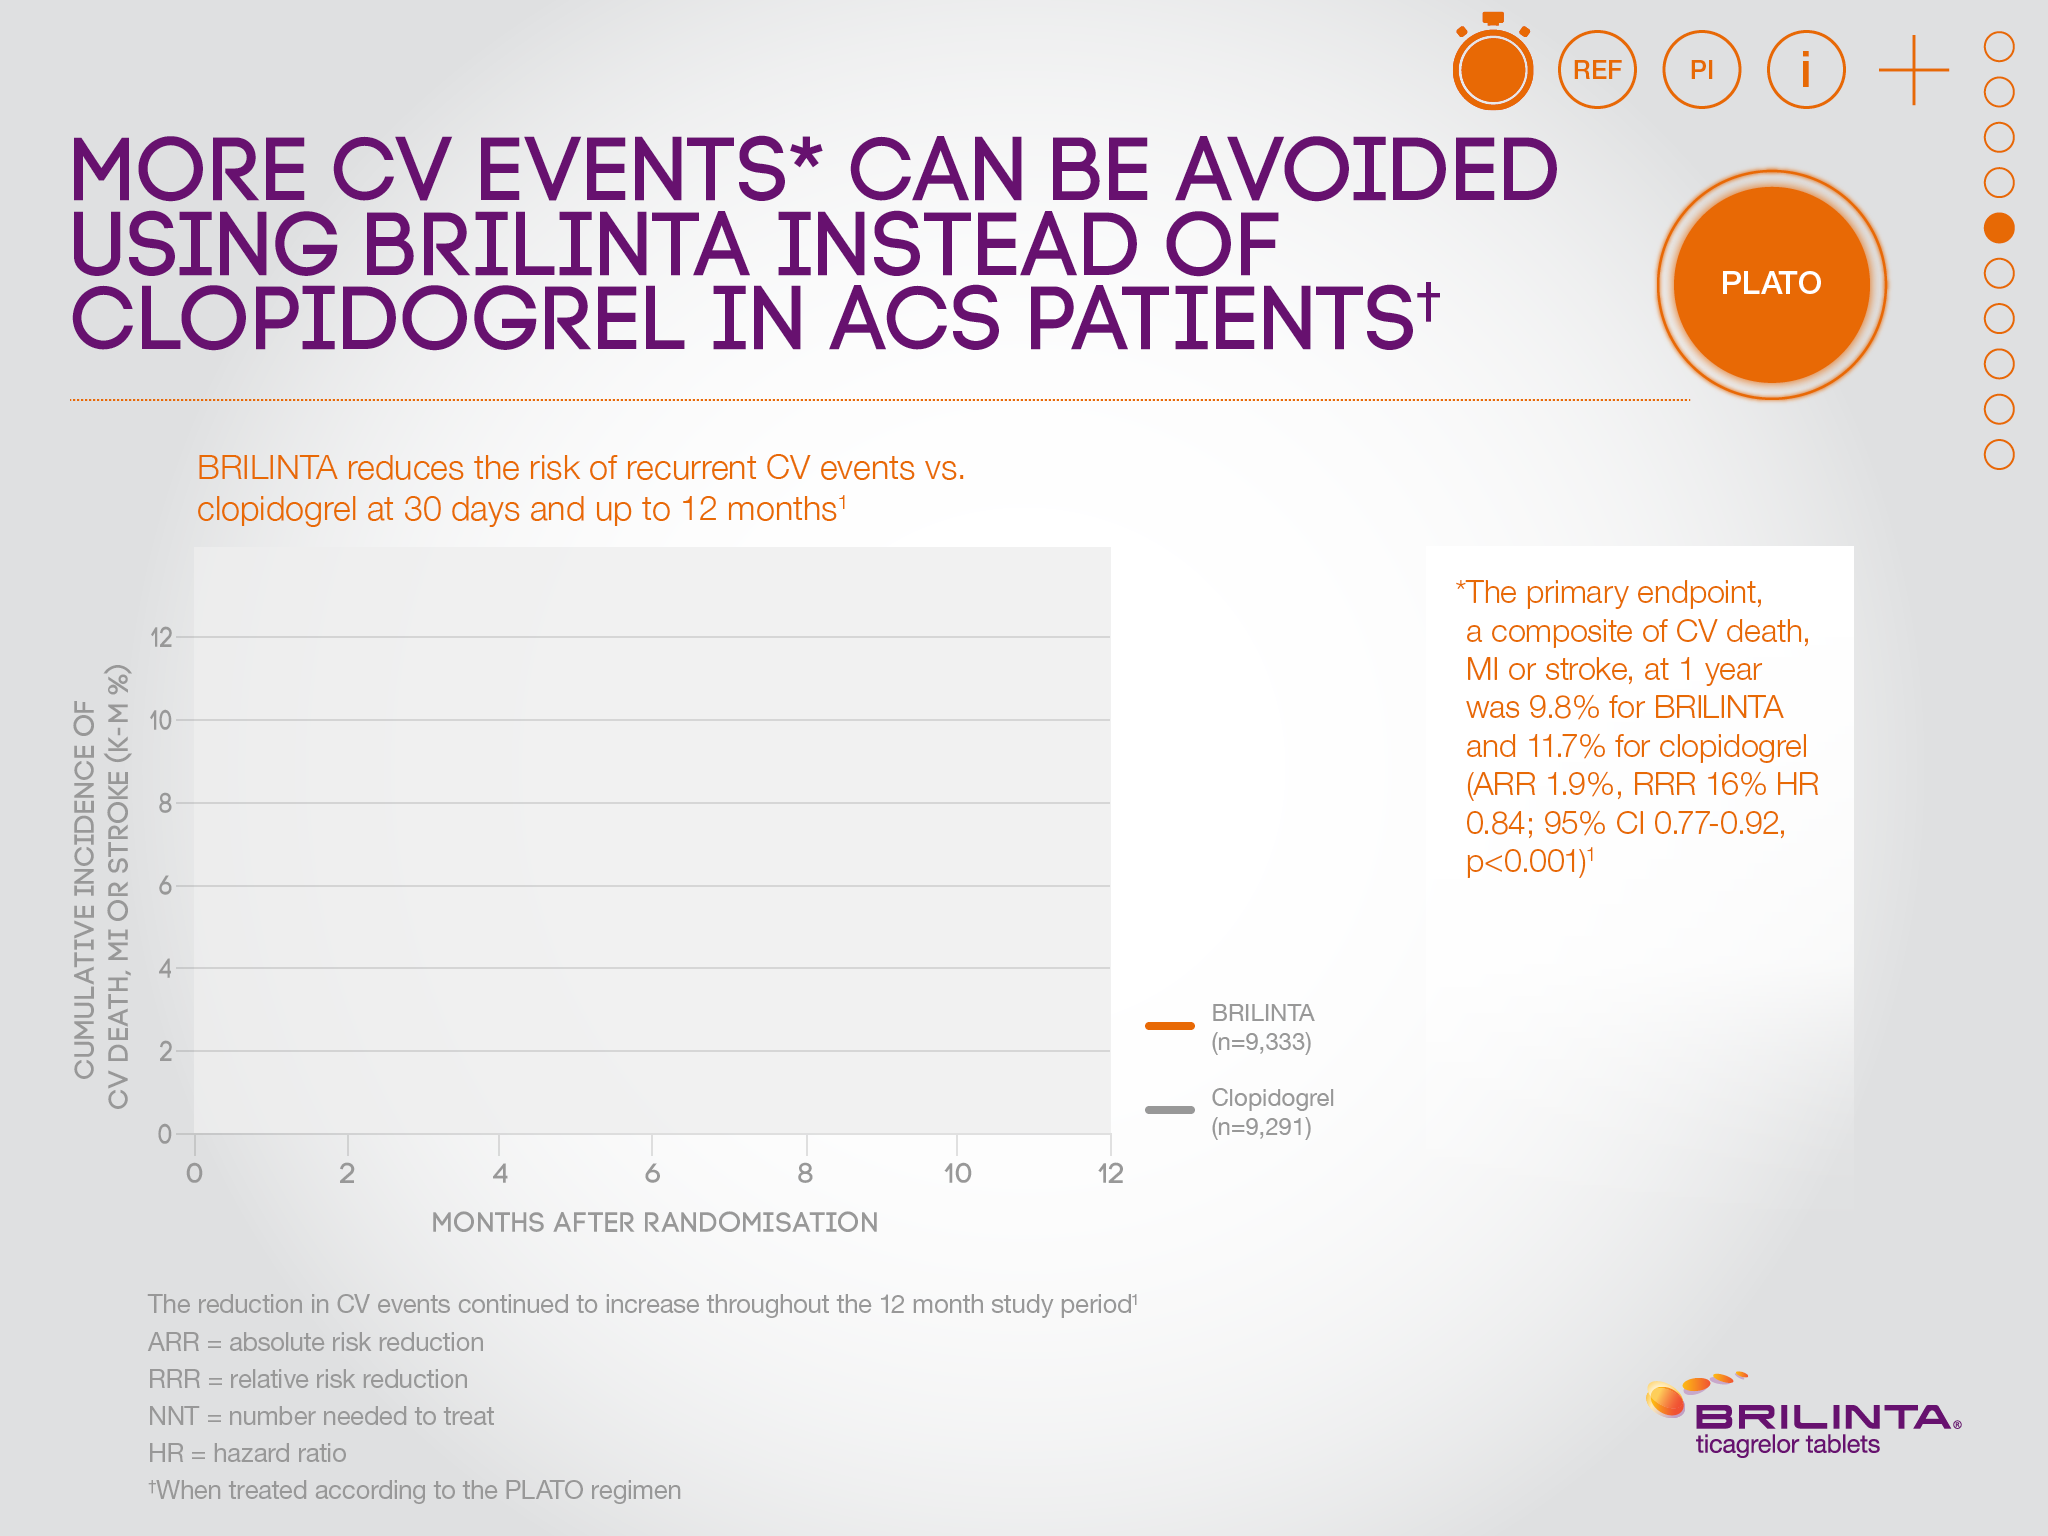 REF
PI
i
MORE CV EVENTS* CAN BE AVOIDED
USING BRILINTA INSTEAD OF
CLOPIDOGREL IN ACS PATIENTS†
PLATO
BRILINTA reduces the risk of recurrent CV events vs.
clopidogrel at 30 days and up to 12 months¹
CUMULATIVE INCIDENCE OF
CV DEATH, MI OR STROKE (K-M %)
12
10
8
6
4
2
0
0 2 4 6 8 10 12
MONTHS AFTER RANDOMISATION
BRILINTA
(n=9,333)
Clopidogrel
(n=9,291)
*The primary endpoint,
a composite of CV death,
MI or stroke, at 1 year
was 9.8% for BRILINTA
and 11.7% for clopidogrel
(ARR 1.9%, RRR 16% HR
0.84; 95% CI 0.77-0.92,
p<0.001)¹
The reduction in CV events continued to increase throughout the 12 month study period¹
ARR = absolute risk reduction
RRR = relative risk reduction
NNT = number needed to treat
HR = hazard ratio
†When treated according to the PLATO regimen
BRILINTA®
ticagrelor tablets